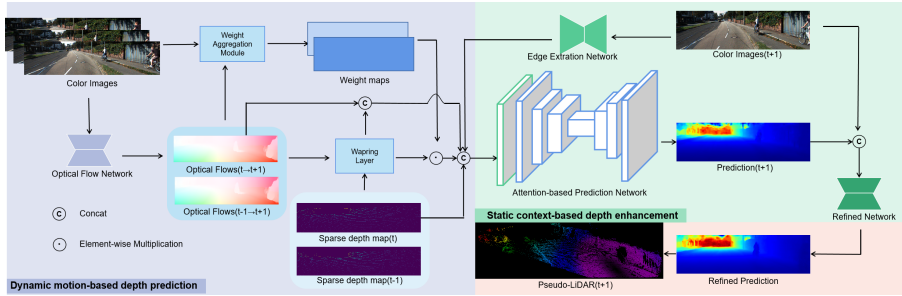 Color Images
Weight
Aggregation
Module
Weight maps
Edge Extration Network
Color Images(t+1)
C
Optical Flow Network
Optical Flows(t→t+1)
Optical Flows(t-1→t+1)
Wapring
Layer
C
Attention-based Prediction Network
Prediction(t+1)
C
Refined Network
C
Concat
Element-wise Multiplication
Sparse depth map(t)
Sparse depth map(t-1)
Static context-based depth enhancement
Pseudo-LiDAR(t+1)
Refined Prediction
Dynamic motion-based depth prediction